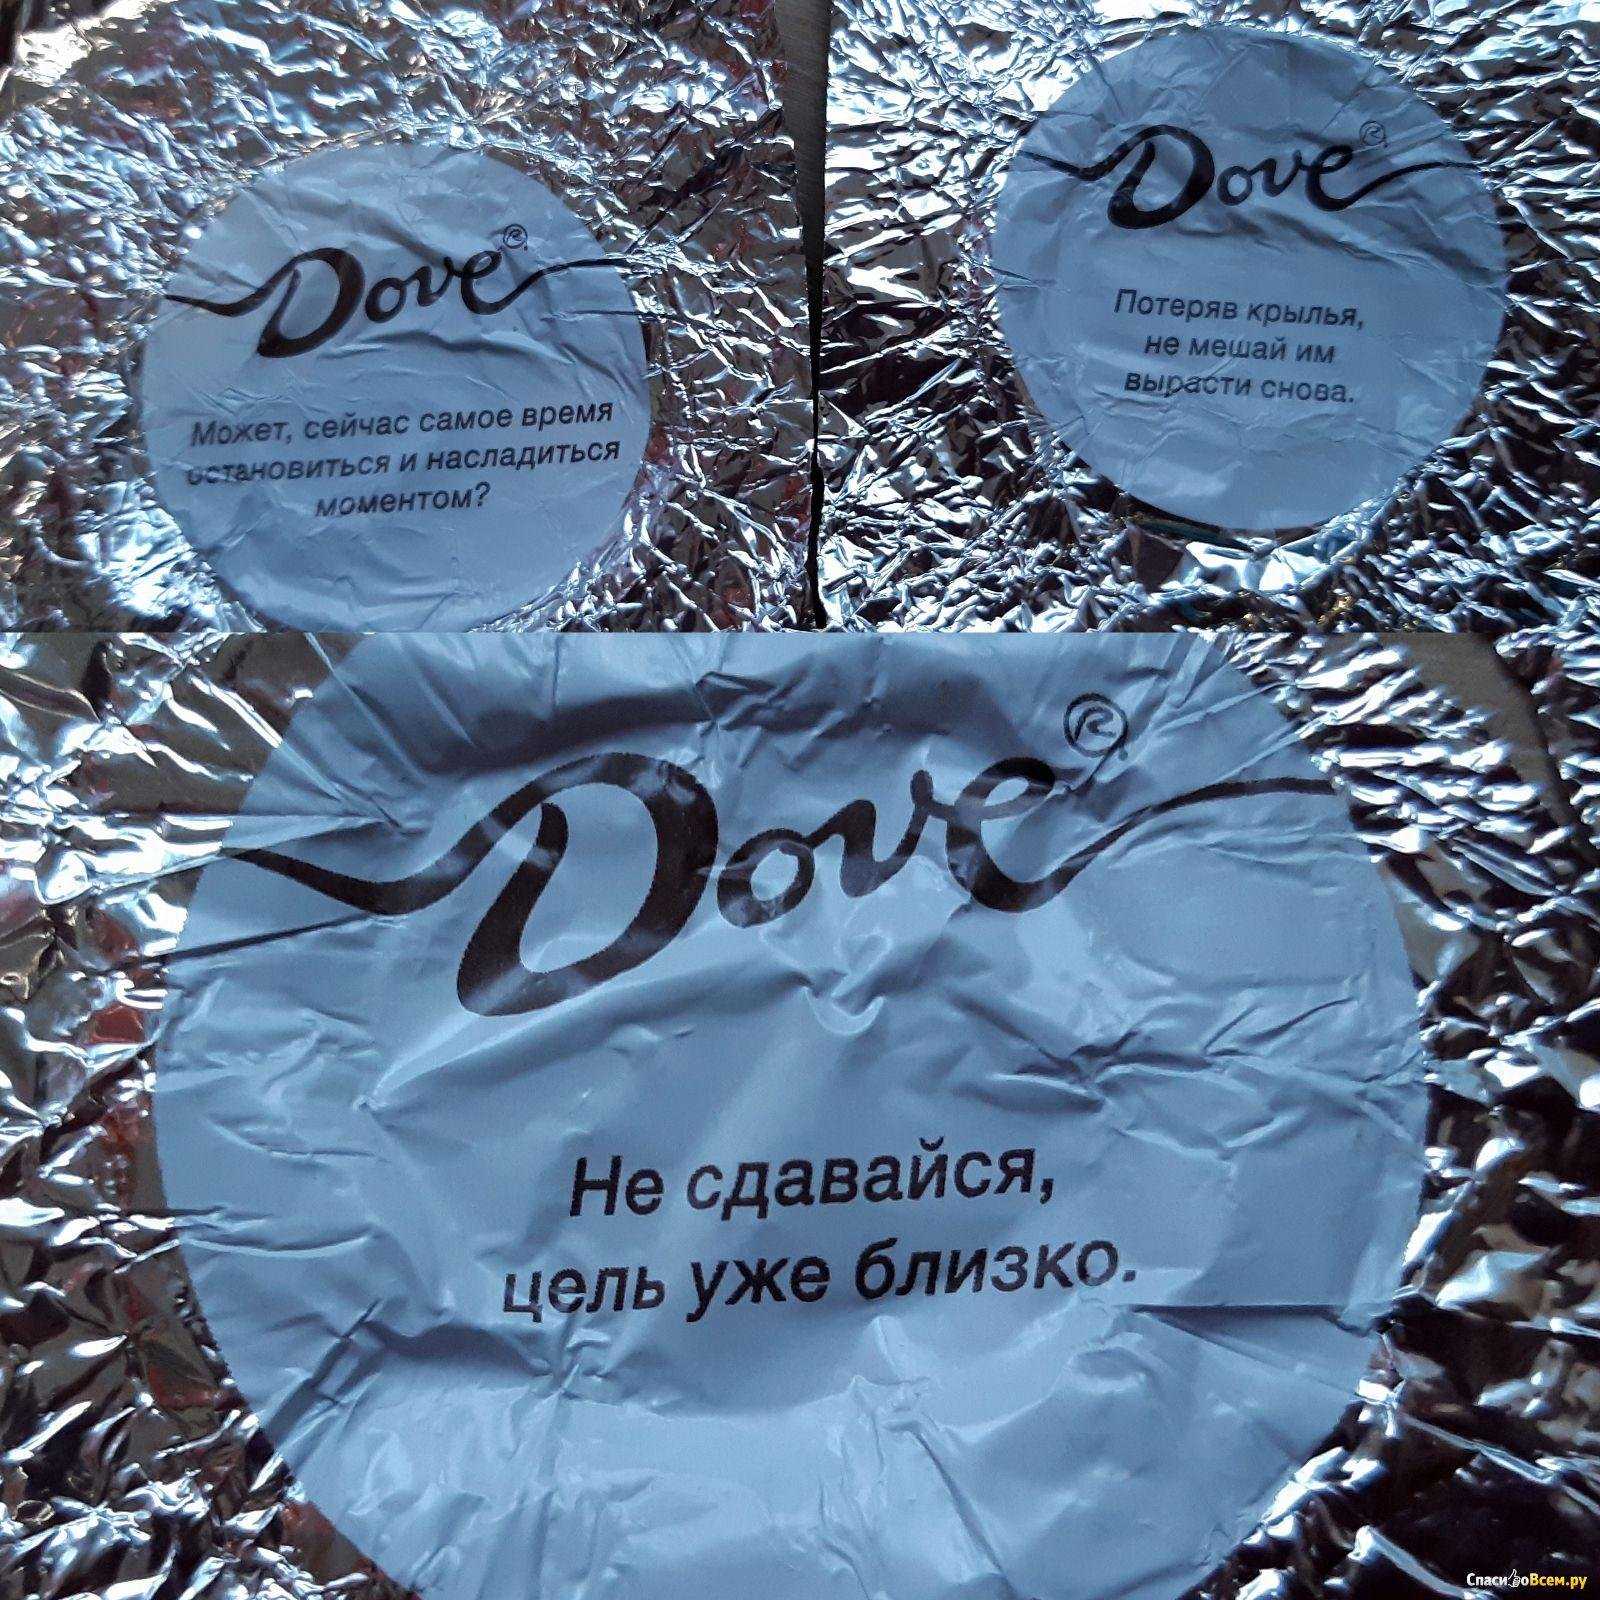 Dove®
Может, сейчас самое время
остановиться и насладиться
моментом?
Dove®
Потеряв крылья,
не мешай им
вырасти снова.
Dove®
Не сдавайся,
цель уже близко.
СпасибоВсем.ру